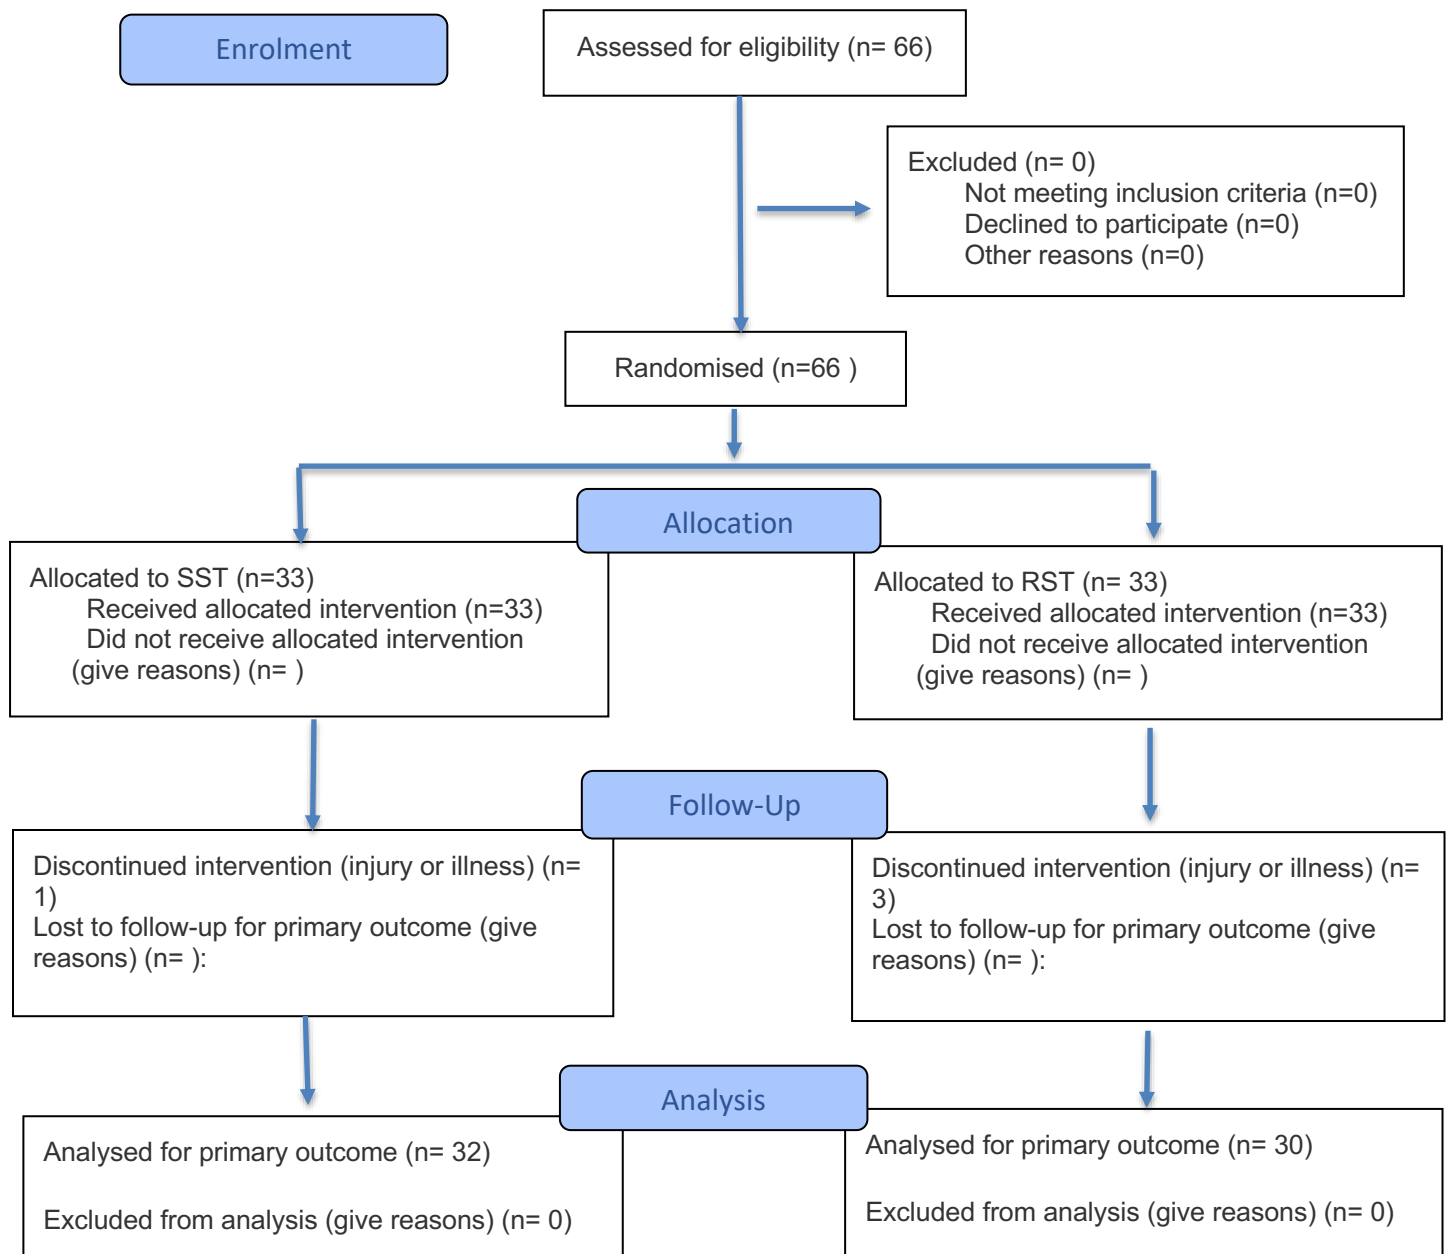 Enrolment
Assessed for eligibility (n= 66)
Excluded (n= 0)
Not meeting inclusion criteria (n=0)
Declined to participate (n=0)
Other reasons (n=0)
Randomised (n=66 )
Allocation
Allocated to SST (n=33)
Received allocated intervention (n=33)
Did not receive allocated intervention
(give reasons) (n= )
Allocated to RST (n= 33)
Received allocated intervention (n=33)
Did not receive allocated intervention
(give reasons) (n= )
Follow-Up
Discontinued intervention (injury or illness) (n=
1)
Lost to follow-up for primary outcome (give
reasons) (n= ):
Discontinued intervention (injury or illness) (n=
3)
Lost to follow-up for primary outcome (give
reasons) (n= ):
Analysis
Analysed for primary outcome (n= 32)
Excluded from analysis (give reasons) (n= 0)
Analysed for primary outcome (n= 30)
Excluded from analysis (give reasons) (n= 0)